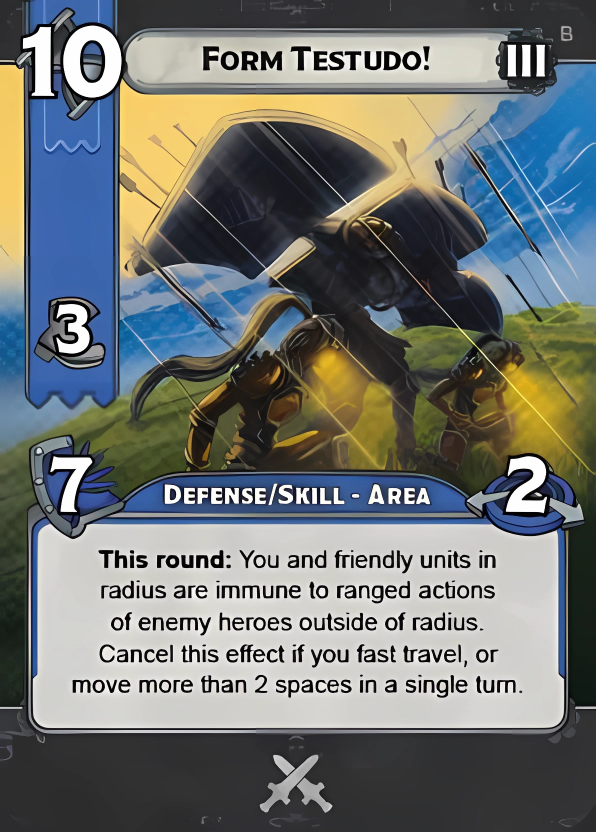 10
FORM TESTUDO!
III
B
3
7
DEFENSE/SKILL - AREA
2
This round: You and friendly units in
radius are immune to ranged actions
of enemy heroes outside of radius.
Cancel this effect if you fast travel, or
move more than 2 spaces in a single turn.